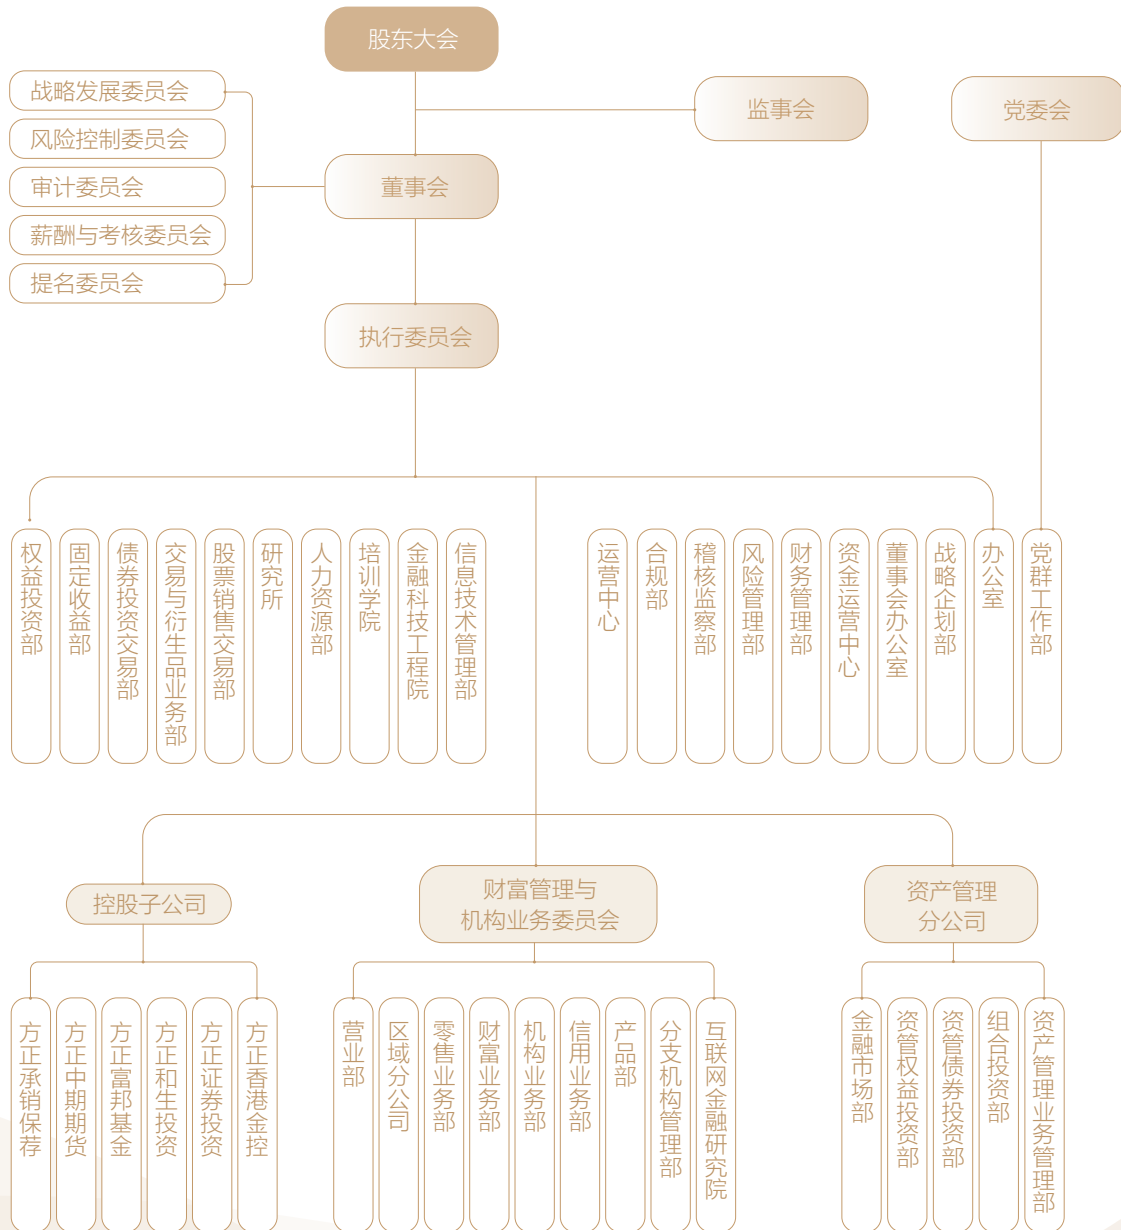 股东大会
监事会
党委会
战略发展委员会
风险控制委员会
审计委员会
薪酬与考核委员会
提名委员会
董事会
执行委员会
权益投资部
固定收益部
债券投资交易部
交易与衍生品业务部
股票销售交易部
研究所
人力资源部
培训学院
金融科技工程院
信息技术管理部
运营中心
合规部
稽核监察部
风险管理部
财务管理部
资金运营中心
董事会办公室
战略企划部
办公室
党群工作部
控股子公司
财富管理与
机构业务委员会
资产管理
分公司
方正承销保荐
方正中期期货
方正富邦基金
方正和生投资
方正证券投资
方正香港金控
营业部
区域分公司
零售业务部
财富业务部
机构业务部
信用业务部
产品部
分支机构管理部
互联网金融研究院
金融市场部
资管权益投资部
资管债券投资部
组合投资部
资产管理业务管理部